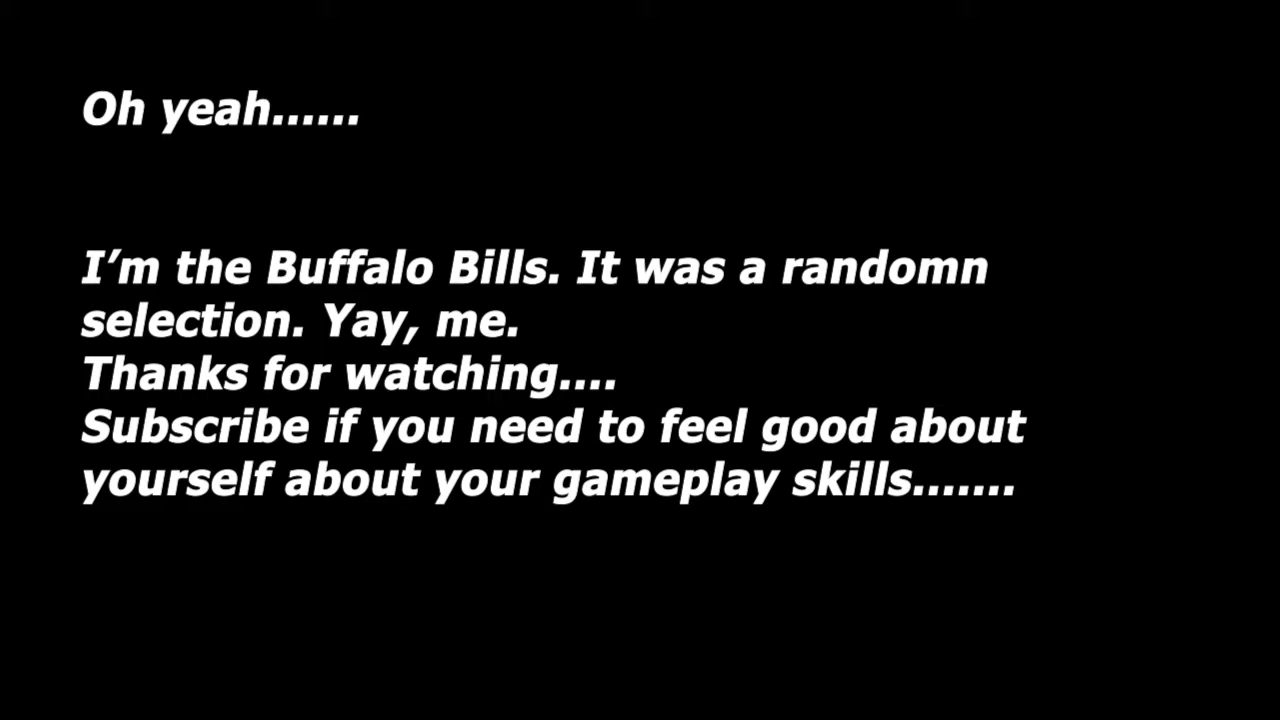 Oh yeah......
I’m the Buffalo Bills. It was a randomn
selection. Yay, me.
Thanks for watching....
Subscribe if you need to feel good about
yourself about your gameplay skills.......